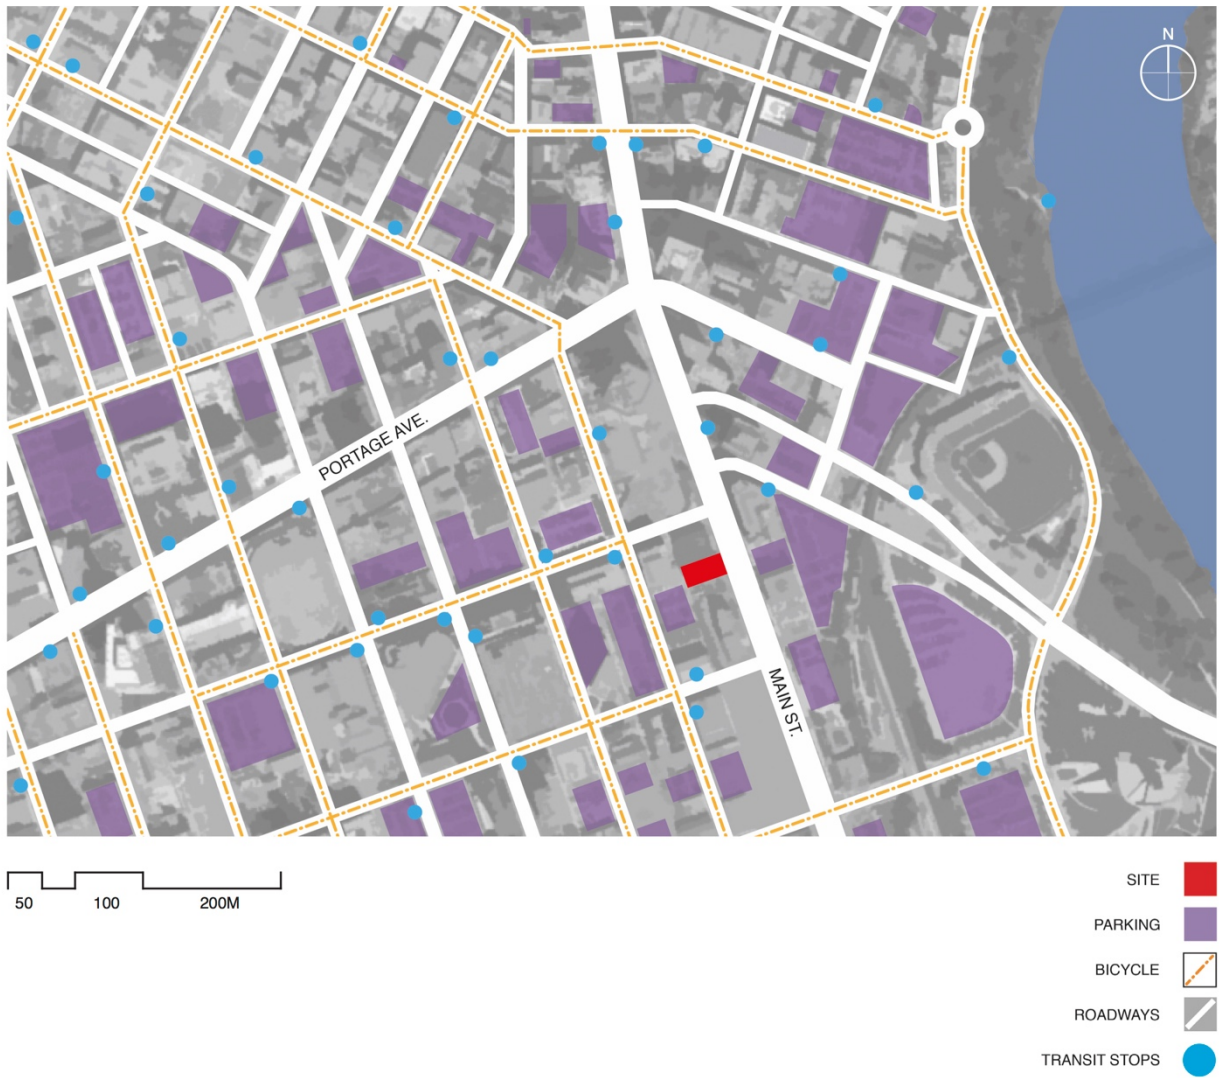 N
PORTAGE AVE.
MAIN ST.
50 100 200M
SITE
PARKING
BICYCLE
ROADWAYS
TRANSIT STOPS